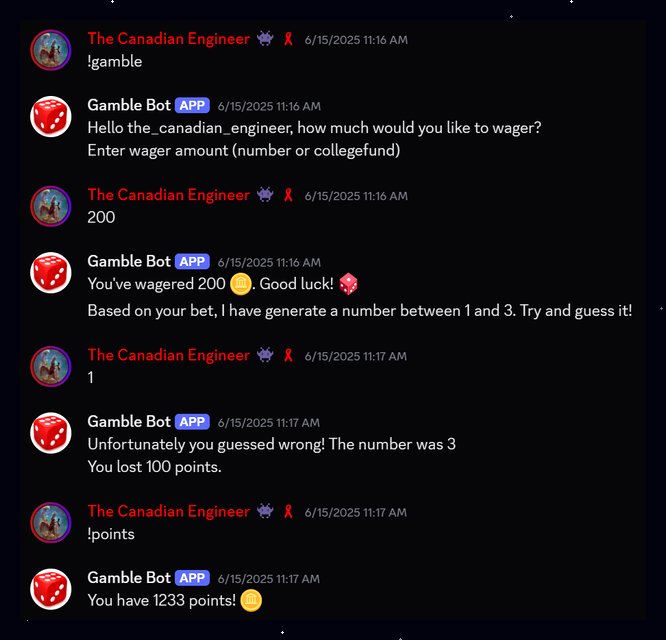 The Canadian Engineer 6/15/2025 11:16 AM
!gamble
Gamble Bot APP 6/15/2025 11:16 AM
Hello the_canadian_engineer, how much would you like to wager?
Enter wager amount (number or collegefund)
The Canadian Engineer 6/15/2025 11:16 AM
200
Gamble Bot APP 6/15/2025 11:16 AM
You've wagered 200 . Good luck!
Based on your bet, I have generate a number between 1 and 3. Try and guess it!
The Canadian Engineer 6/15/2025 11:17 AM
1
Gamble Bot APP 6/15/2025 11:17 AM
Unfortunately you guessed wrong! The number was 3
You lost 100 points.
The Canadian Engineer 6/15/2025 11:17 AM
!points
Gamble Bot APP 6/15/2025 11:17 AM
You have 1233 points!